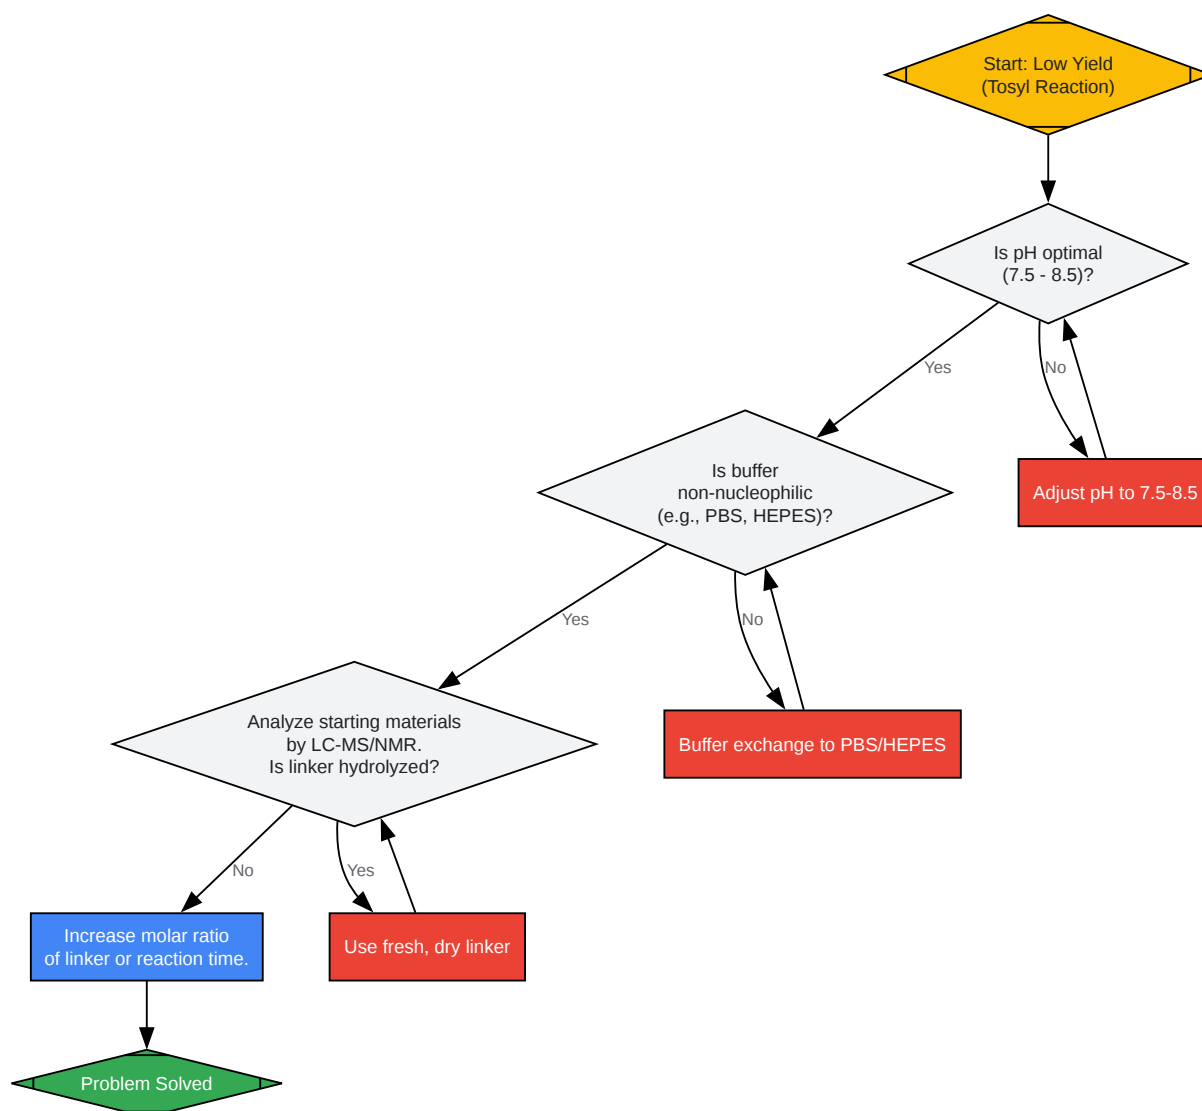 Start: Low Yield
(Tosyl Reaction)
Is pH optimal
(7.5 - 8.5)?
Yes
No
Is buffer
non-nucleophilic
(e.g., PBS, HEPES)?
Adjust pH to 7.5-8.5
Yes
No
Analyze starting materials
by LC-MS/NMR.
Is linker hydrolyzed?
Buffer exchange to PBS/HEPES
No
Yes
Increase molar ratio
of linker or reaction time.
Use fresh, dry linker
Problem Solved